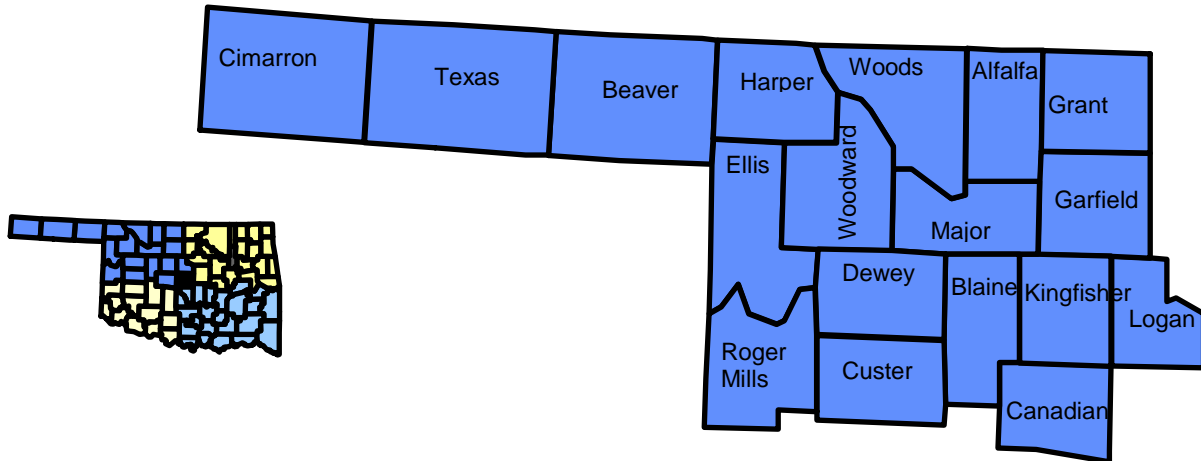 Cimarron
Texas
Beaver
Harper
Woods
Alfalfa
Grant
Ellis
Woodward
Major
Garfield
Dewey
Blaine
Kingfisher
Logan
Roger
Mills
Custer
Canadian